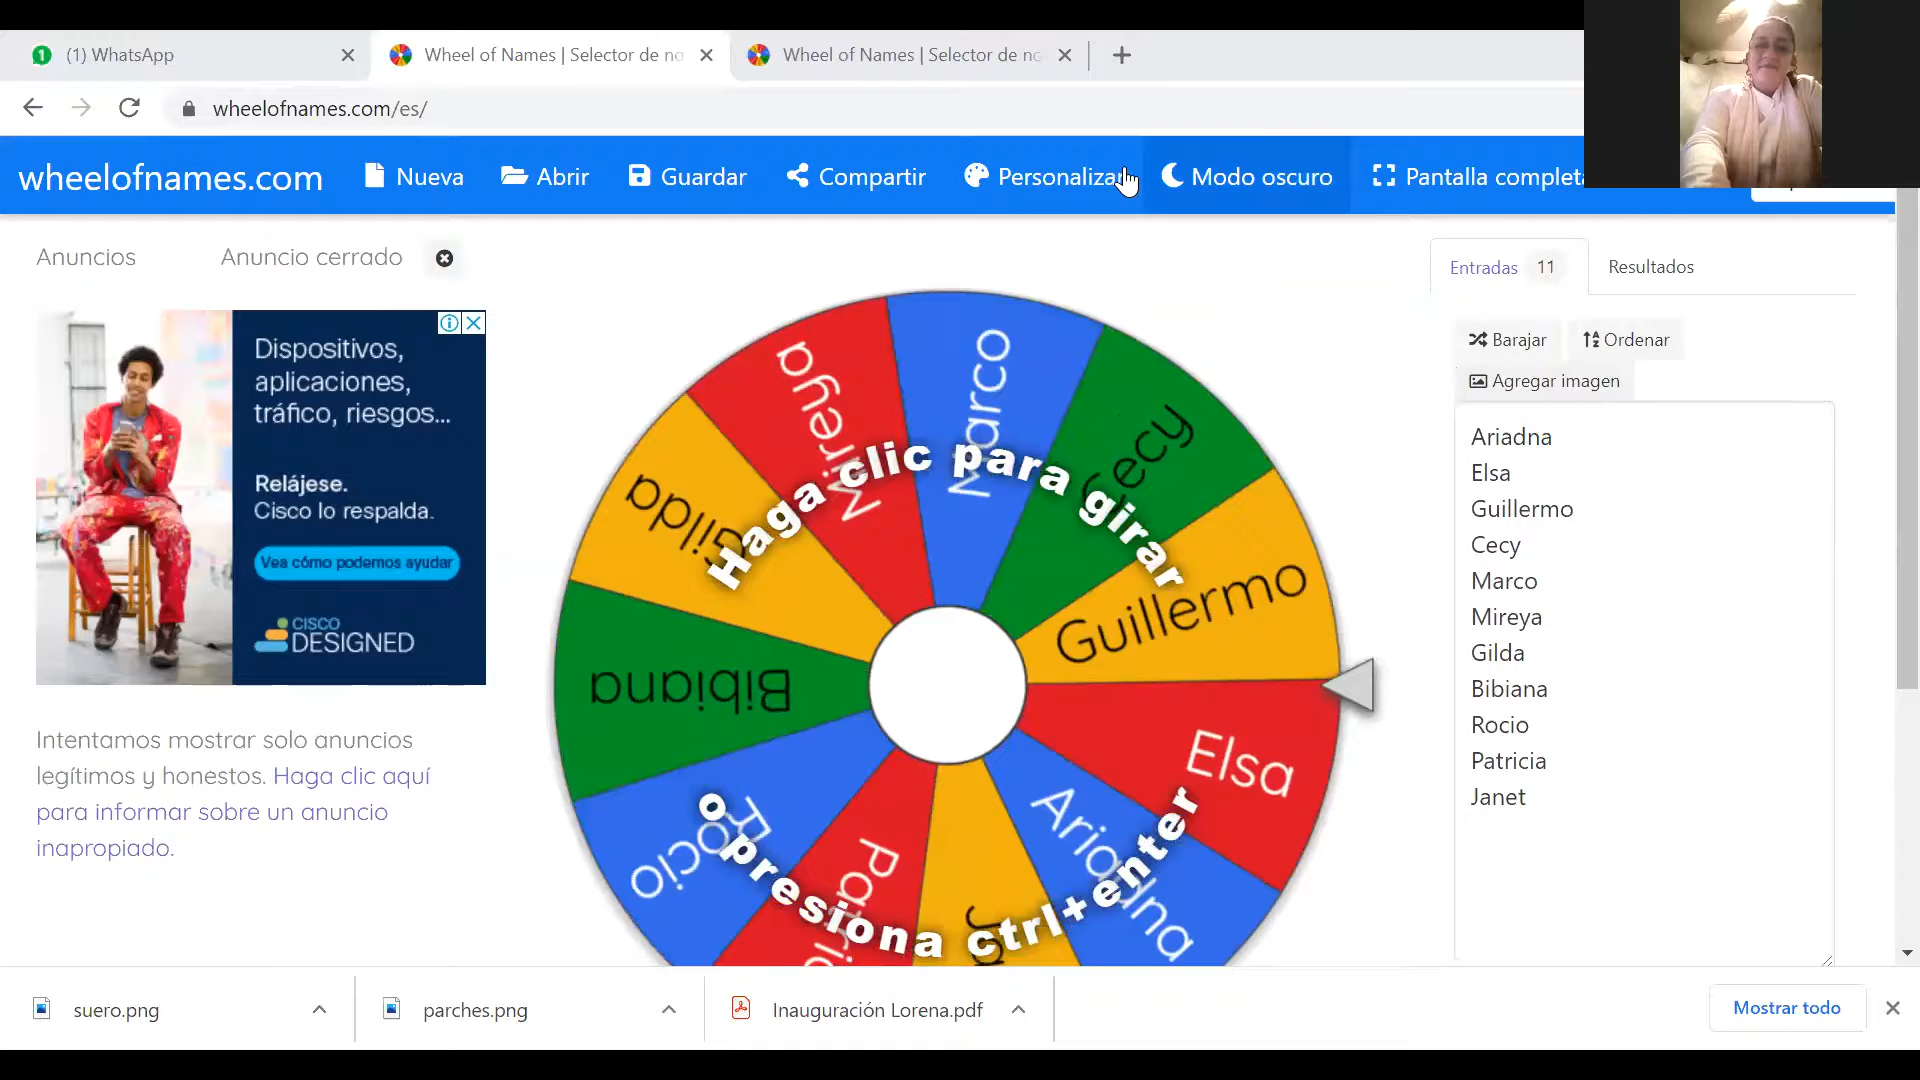 (1) WhatsApp
Wheel of Names | Selector de no
Wheel of Names | Selector de no
wheelofnames.com/es/
wheelofnames.com
Nueva
Abrir
Guardar
Compartir
Personalizar
Modo oscuro
Pantalla completa
Anuncios
Anuncio cerrado
Dispositivos,
aplicaciones,
tráfico, riesgos...
Relájese.
Cisco lo respalda.
Vea cómo podemos ayudar
CISCO
DESIGNED
Intentamos mostrar solo anuncios
legítimos y honestos. Haga clic aquí
para informar sobre un anuncio
inapropiado.
Haga clic para girar
Marco
Cecy
Guillermo
Elsa
Ariadna
Rocio
Bibiana
Gilda
Mireya
o presiona ctrl+enter
Entradas 11
Resultados
Barajar
Ordenar
Agregar imagen
Ariadna
Elsa
Guillermo
Cecy
Marco
Mireya
Gilda
Bibiana
Rocio
Patricia
Janet
suero.png
parches.png
Inauguración Lorena.pdf
Mostrar todo